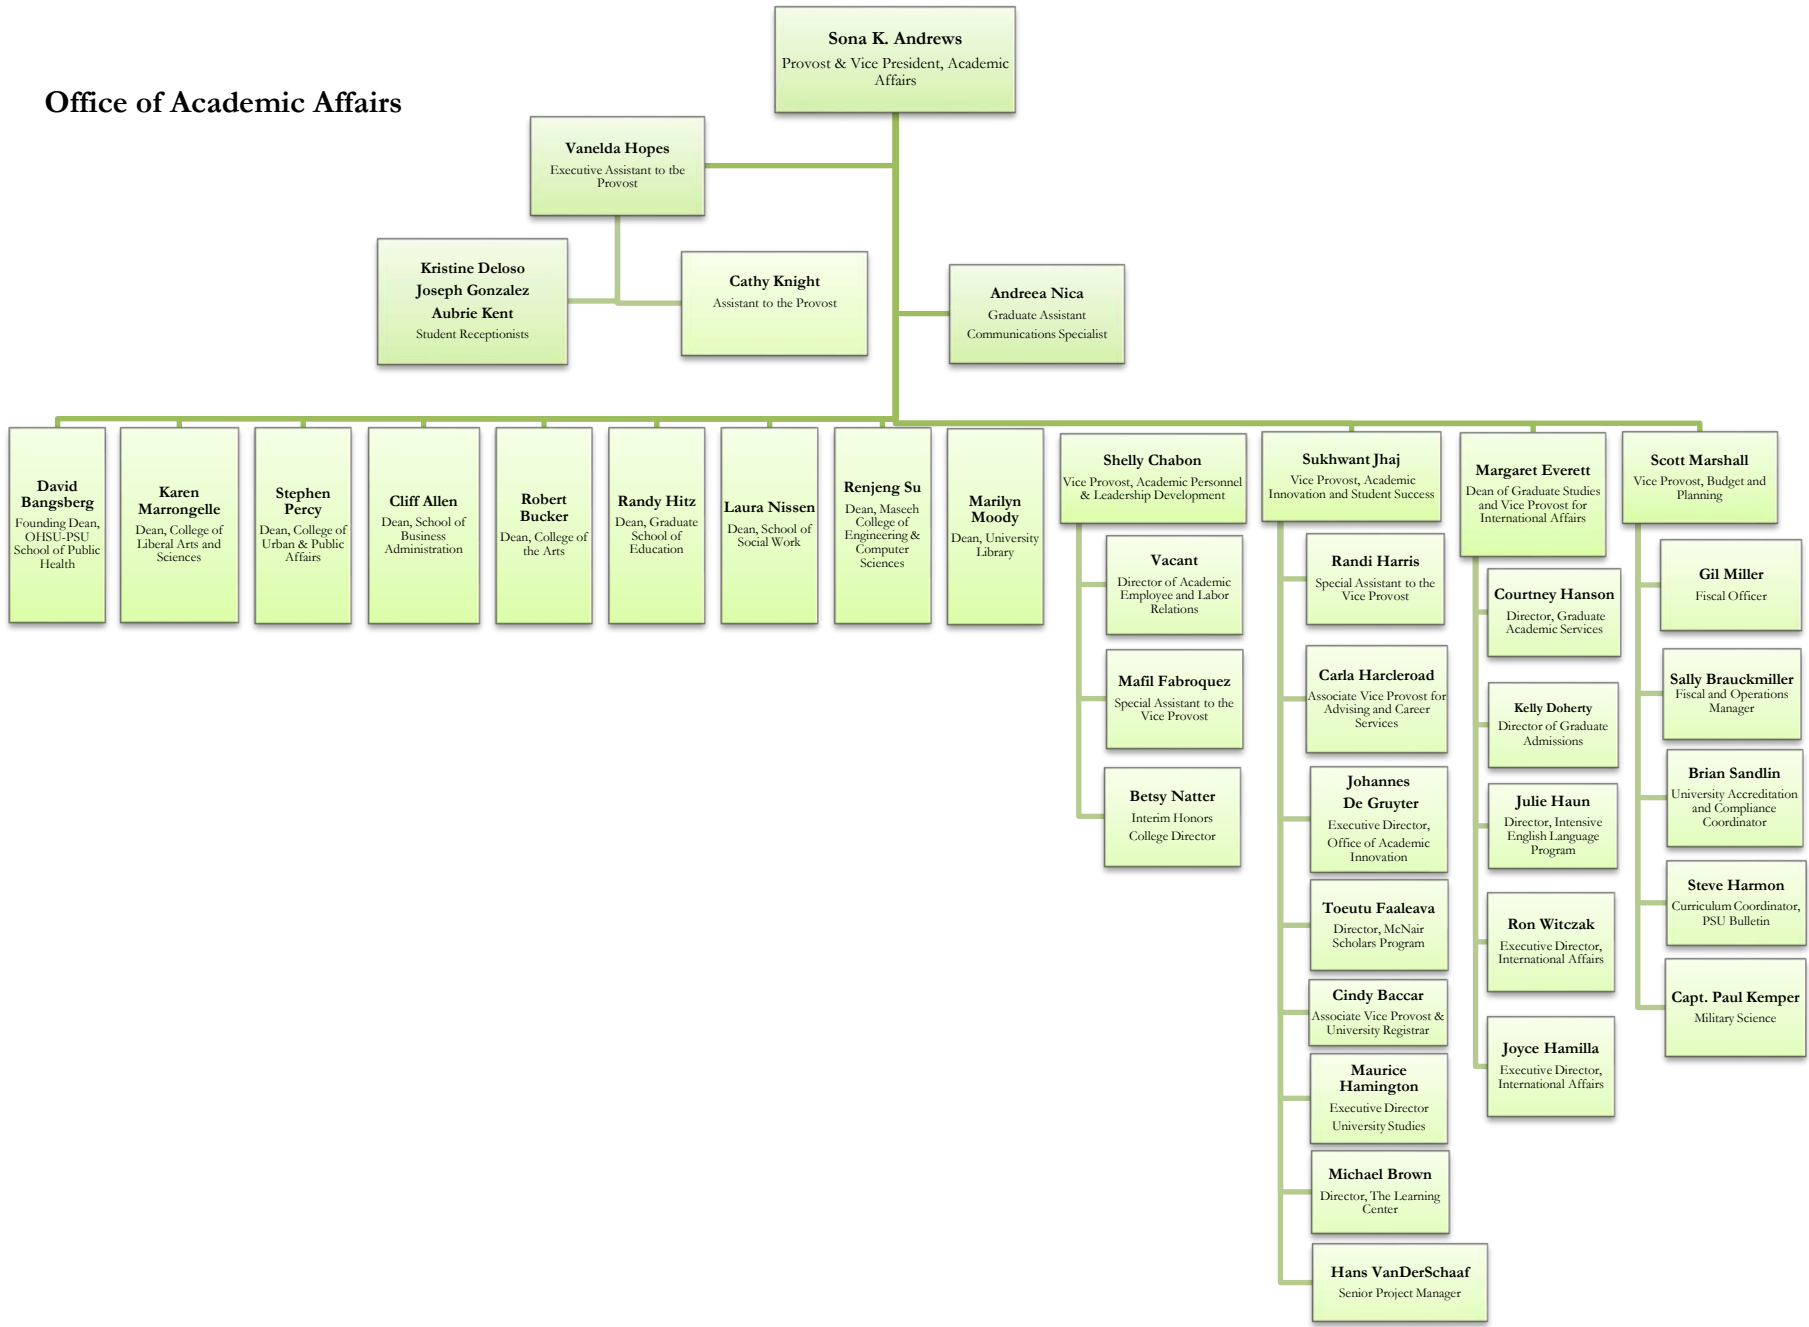 Sona K. Andrews
Provost & Vice President, Academic
Affairs
Office of Academic Affairs
Vanelda Hopes
Executive Assistant to tbe
Provost
Kristine Deloso
Joseph Gonzalez
Aubrie Kent
Student Receptionists
Cathy Knight
Assistant to the Provost
Andreea Nica
Graduate Assistant
Communications Specialist
David
Bangsberg
Founding Dean,
OHSU-PSU
School of Public
Health
Karen
Marrongelle
Dean, College of
Liberal Arts and
Sciences
Stephen
Percy
Dean, College of
Urban & Public
Affairs
Cliff Allen
Dean, School of
Business
Administration
Robert
Bucker
Dean, College of
the Arts
Randy Hitz
Dean, Graduate
School of
Education
Laura Nissen
Dean, School of
Social Work
Renjeng Su
Dean, Maseeh
College of
Engineering &
Computer
Sciences
Marilyn
Moody
Dean, University
Library
Shelly Chabon
Vice Provost, Academic Personnel
& Leadership Development
Vacant
Director of Academic
Employee and Labor
Relations
Mafil Fabroquez
Special Assistant to the
Vice Provost
Betsy Natter
Interim Honors
College Director
Sukhwant Jhaj
Vice Provost, Academic
Innovation and Student Success
Randi Harris
Special Assistant to the
Vice Provost
Carla Harcleroad
Associate Vice Provost for
Advising and Career
Services
Johannes
De Gruyter
Executive Director,
Office of Academic
Innovation
Toeutu Faaleava
Director, McNair
Scholars Program
Cindy Baccar
Associate Vice Provost &
University Registrar
Maurice
Hamington
Executive Director
University Studies
Michael Brown
Director, The Learning
Center
Hans VanDerSchaaf
Senior Project Manager
Margaret Everett
Dean of Graduate Studies
and Vice Provost for
International Affairs
Courtney Hanson
Director, Graduate
Academic Services
Kelly Doherty
Director of Graduate
Admissions
Julie Haun
Director, Intensive
English Language
Program
Ron Witczak
Executive Director,
International Affairs
Joyce Hamilla
Executive Director,
International Affairs
Scott Marshall
Vice Provost, Budget and
Planning
Gil Miller
Fiscal Officer
Sally Brauckmiller
Fiscal and Operations
Manager
Brian Sandlin
University Accreditation
and Compliance
Coordinator
Steve Harmon
Curriculum Coordinator,
PSU Bulletin
Capt. Paul Kemper
Military Science